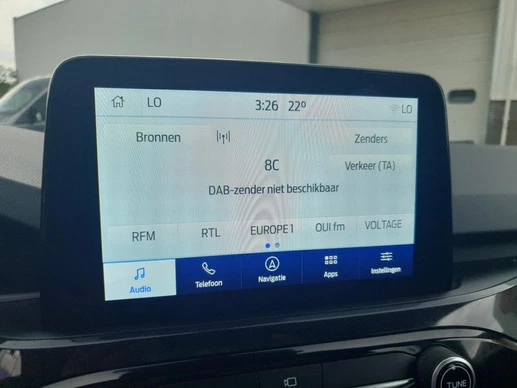 LO 3:26 22º LO
Bronnen Zenders
8C
Verkeer (TA)
DAB-zender niet beschikbaar
RFM RTL EUROPE 1 OUI fm VOLTAGE
Audio Telefoon Navigatie Apps Instellingen
TUNE